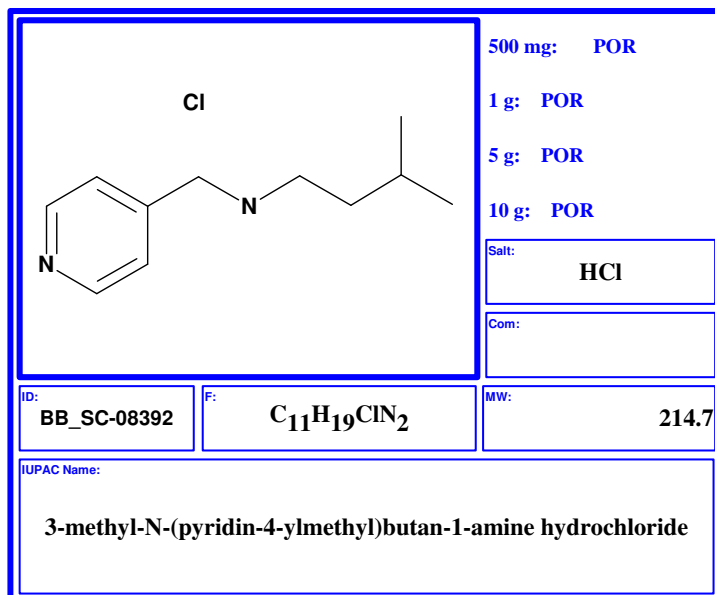 500 mg: POR
Cl
1 g: POR
5 g: POR
N
10 g: POR
N
Salt:
HCl
Com:
ID:
BB_SC-08392
F:
C11H19ClN2
MW:
214.7
IUPAC Name:
3-methyl-N-(pyridin-4-ylmethyl)butan-1-amine hydrochloride